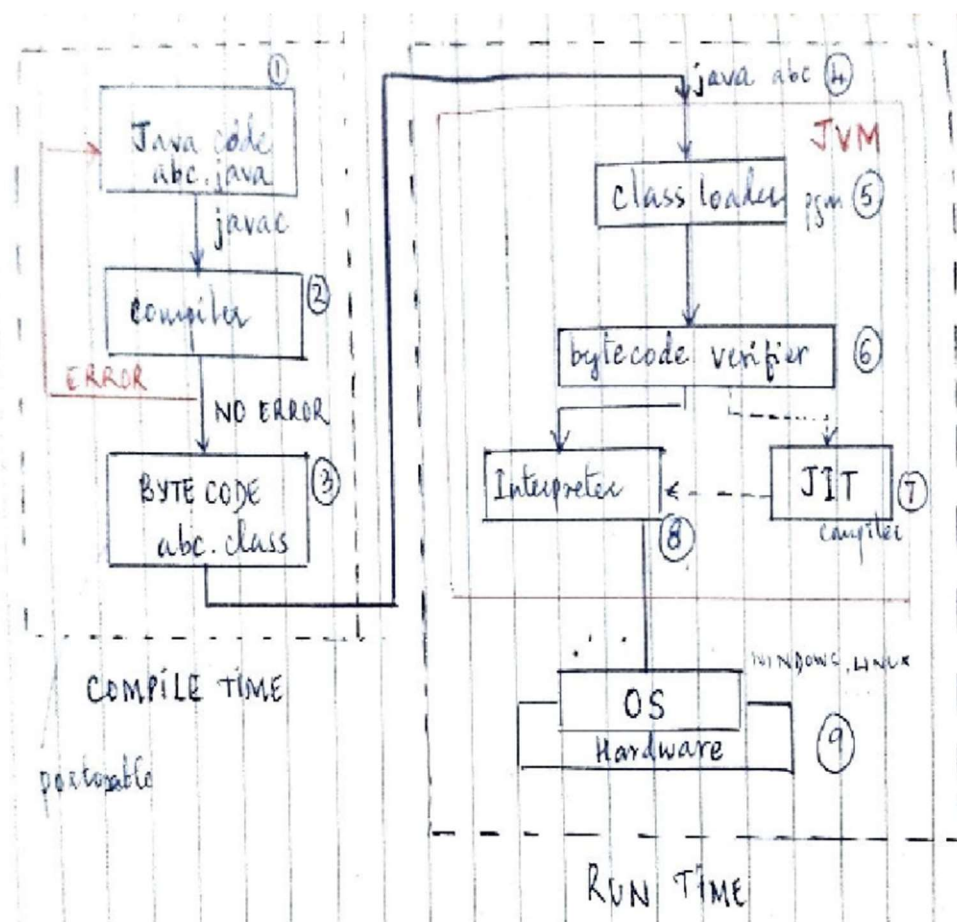 ①
Java code
abc.java
javac
②
compiler
ERROR
NO ERROR
③
BYTE CODE
abc.class
COMPILE TIME
java abc ④
JVM
class loader
pgm ⑤
bytecode verifier
⑥
Interpreter
⑧
JIT
⑦
compiler
WINDOWS, LINUX
OS
Hardware
⑨
RUN TIME